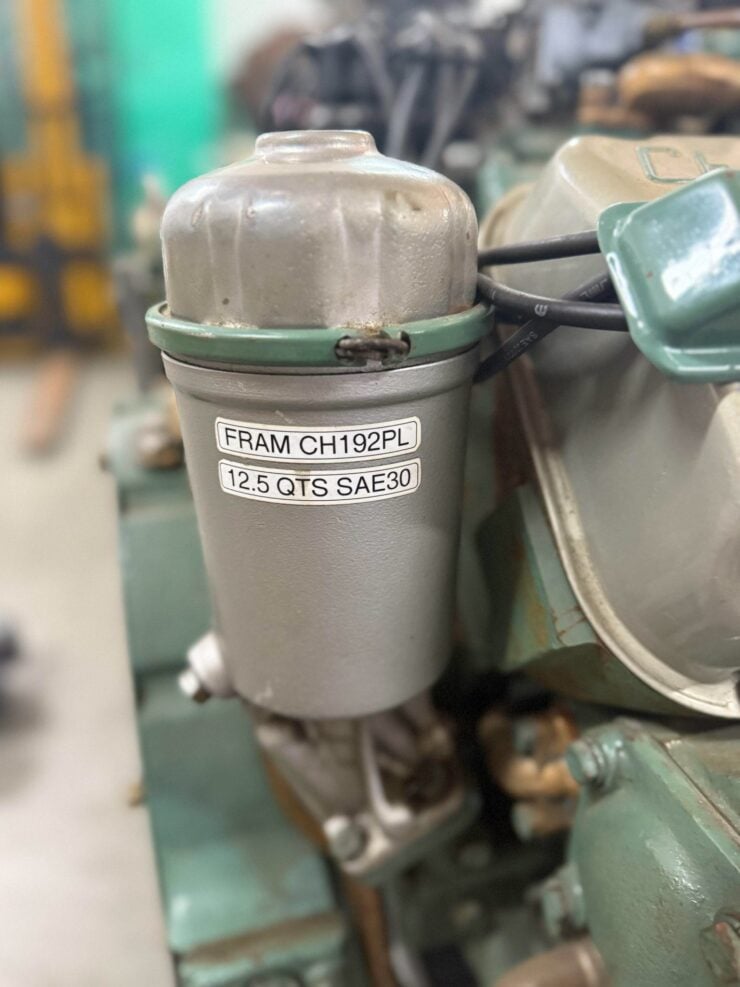 FRAM CH192PL
12.5 QTS SAE30